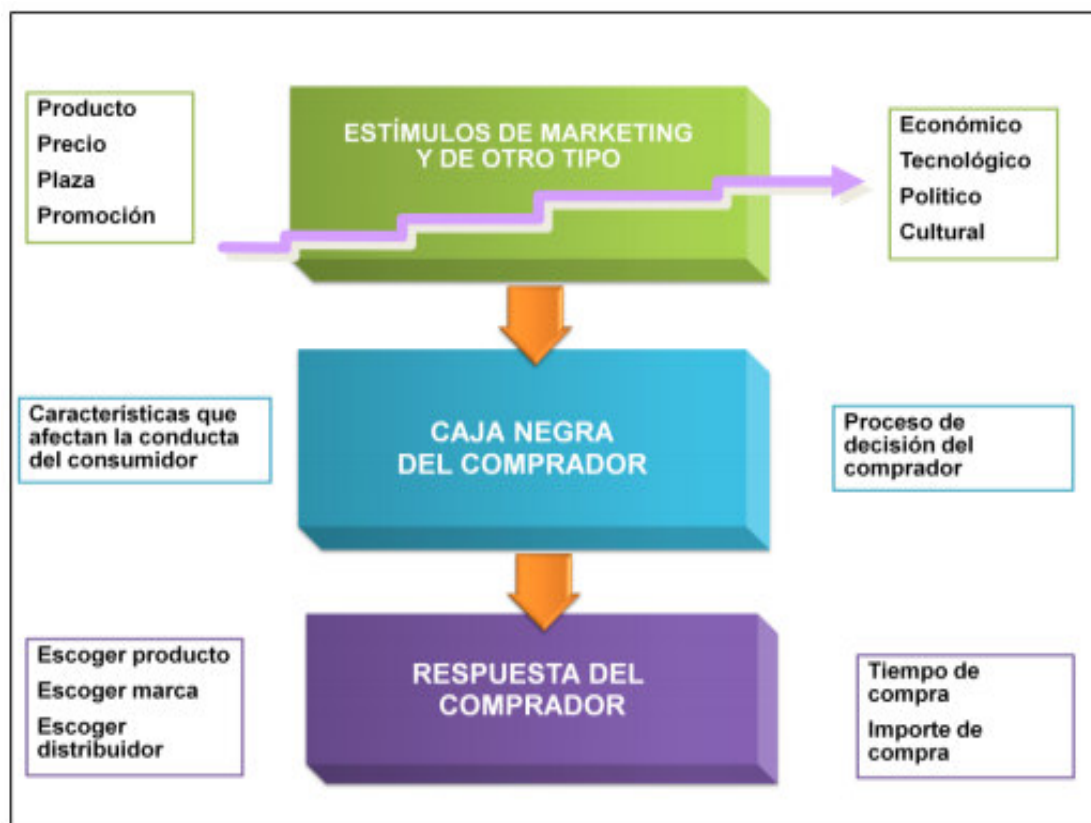 Producto
Precio
Plaza
Promoción
ESTÍMULOS DE MARKETING
Y DE OTRO TIPO
Económico
Tecnológico
Politico
Cultural
Características que
afectan la conducta
del consumidor
CAJA NEGRA
DEL COMPRADOR
Proceso de
decisión del
comprador
Escoger producto
Escoger marca
Escoger
distribuidor
RESPUESTA DEL
COMPRADOR
Tiempo de
compra
Importe de
compra